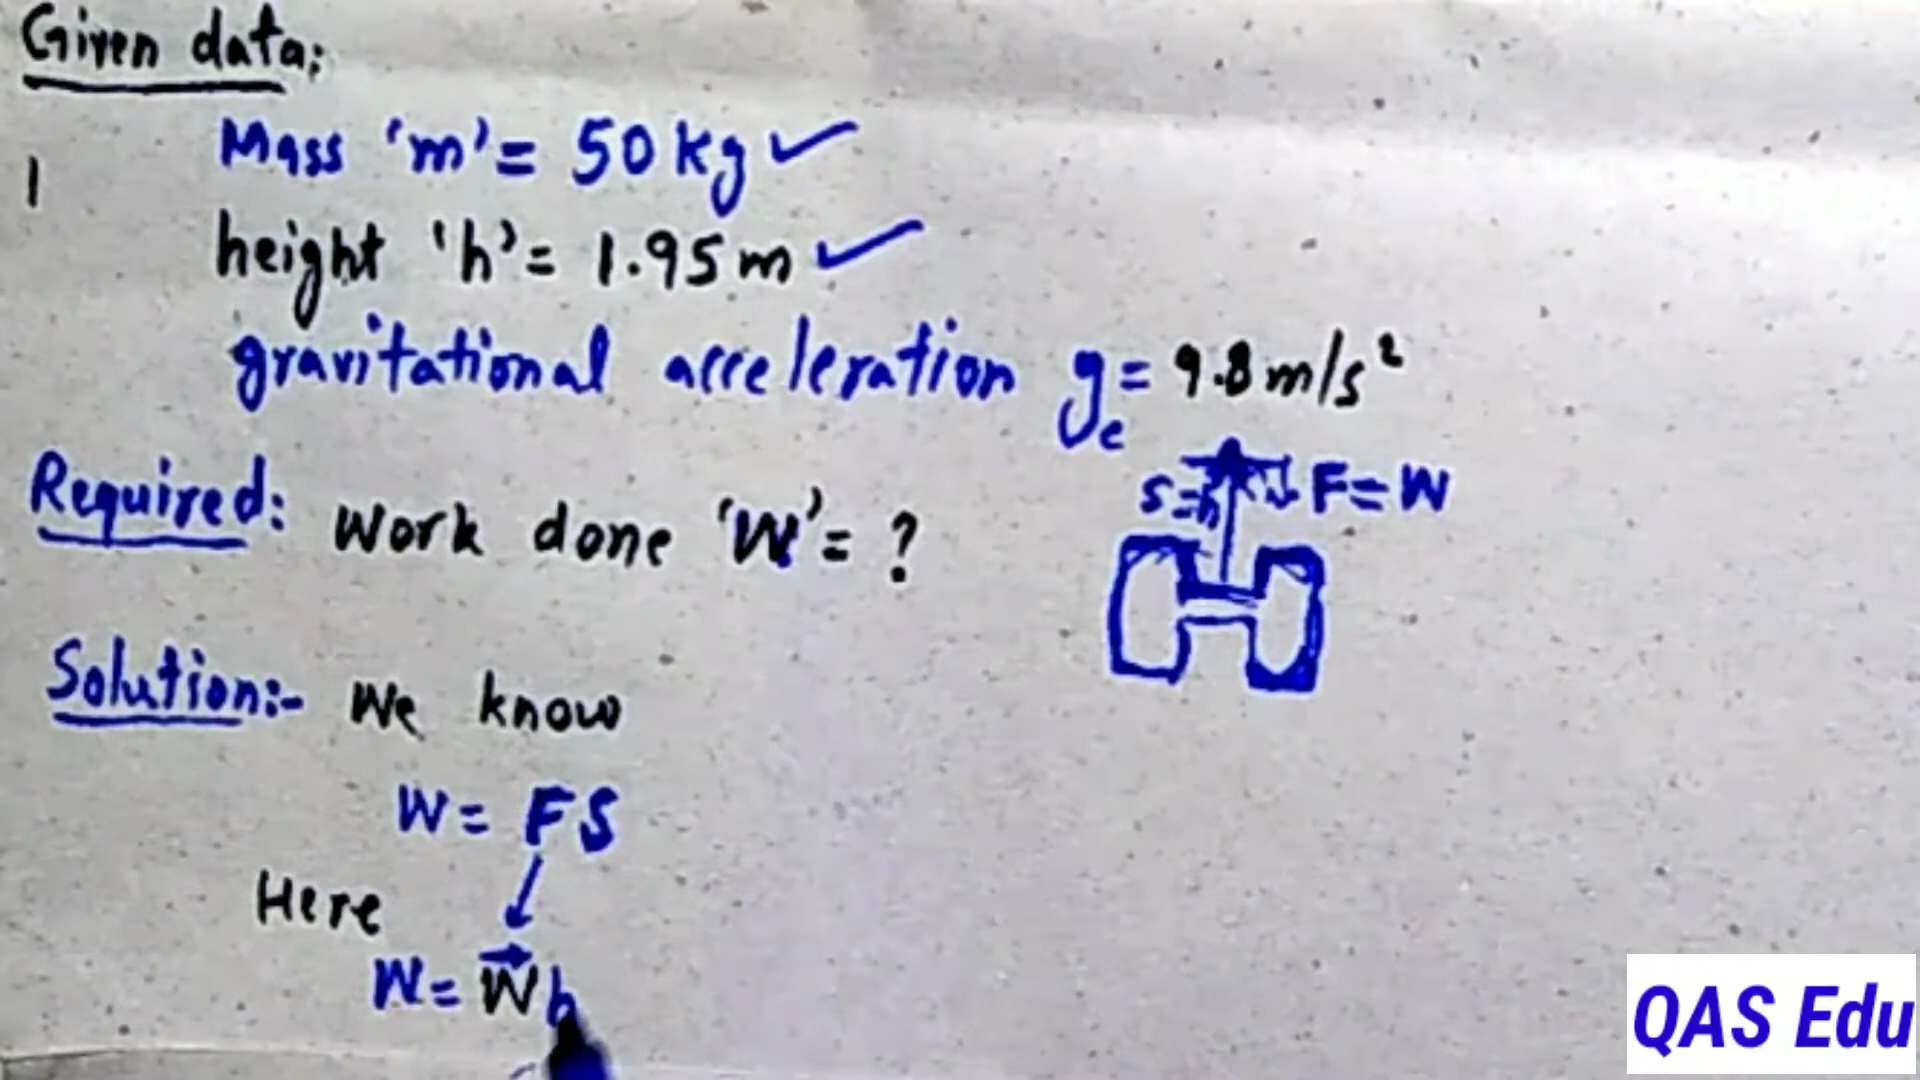 Given data:
Mass 'm' = 50 kg ✓
1
height 'h' = 1.95 m ✓
gravitational acceleration ge = 9.8 m/s²
Required: Work done 'W' = ?
S=h F=W
Solution:- We know
W = FS
Here
W = W h
QAS Edu